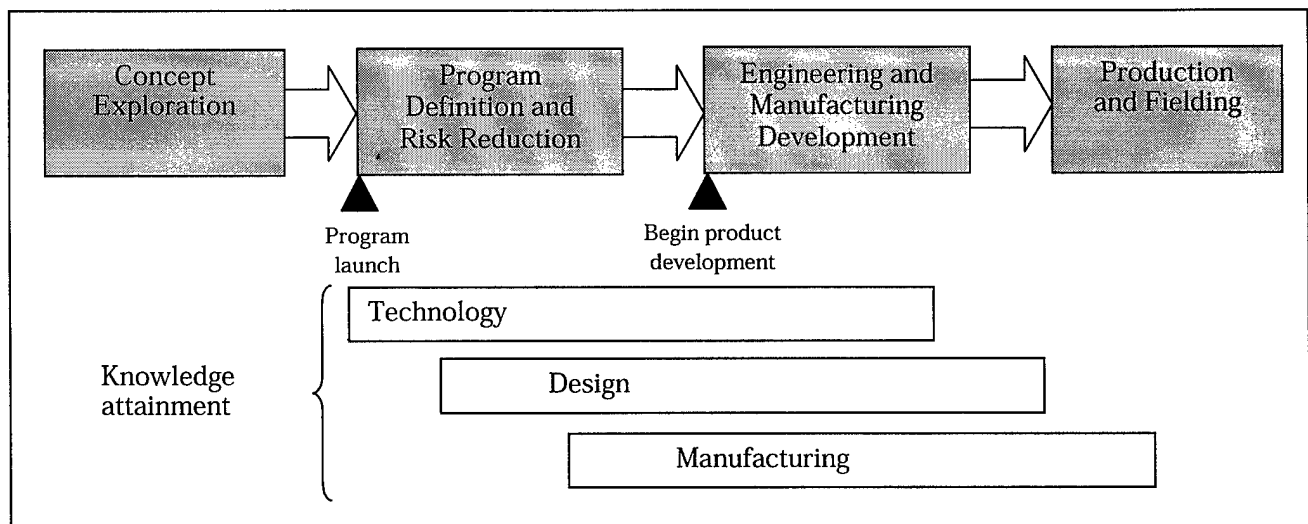 Concept
Exploration
Program
Definition and
Risk Reduction
Engineering and
Manufacturing
Development
Production
and Fielding
Program
launch
Begin product
development
Knowledge
attainment
Technology
Design
Manufacturing